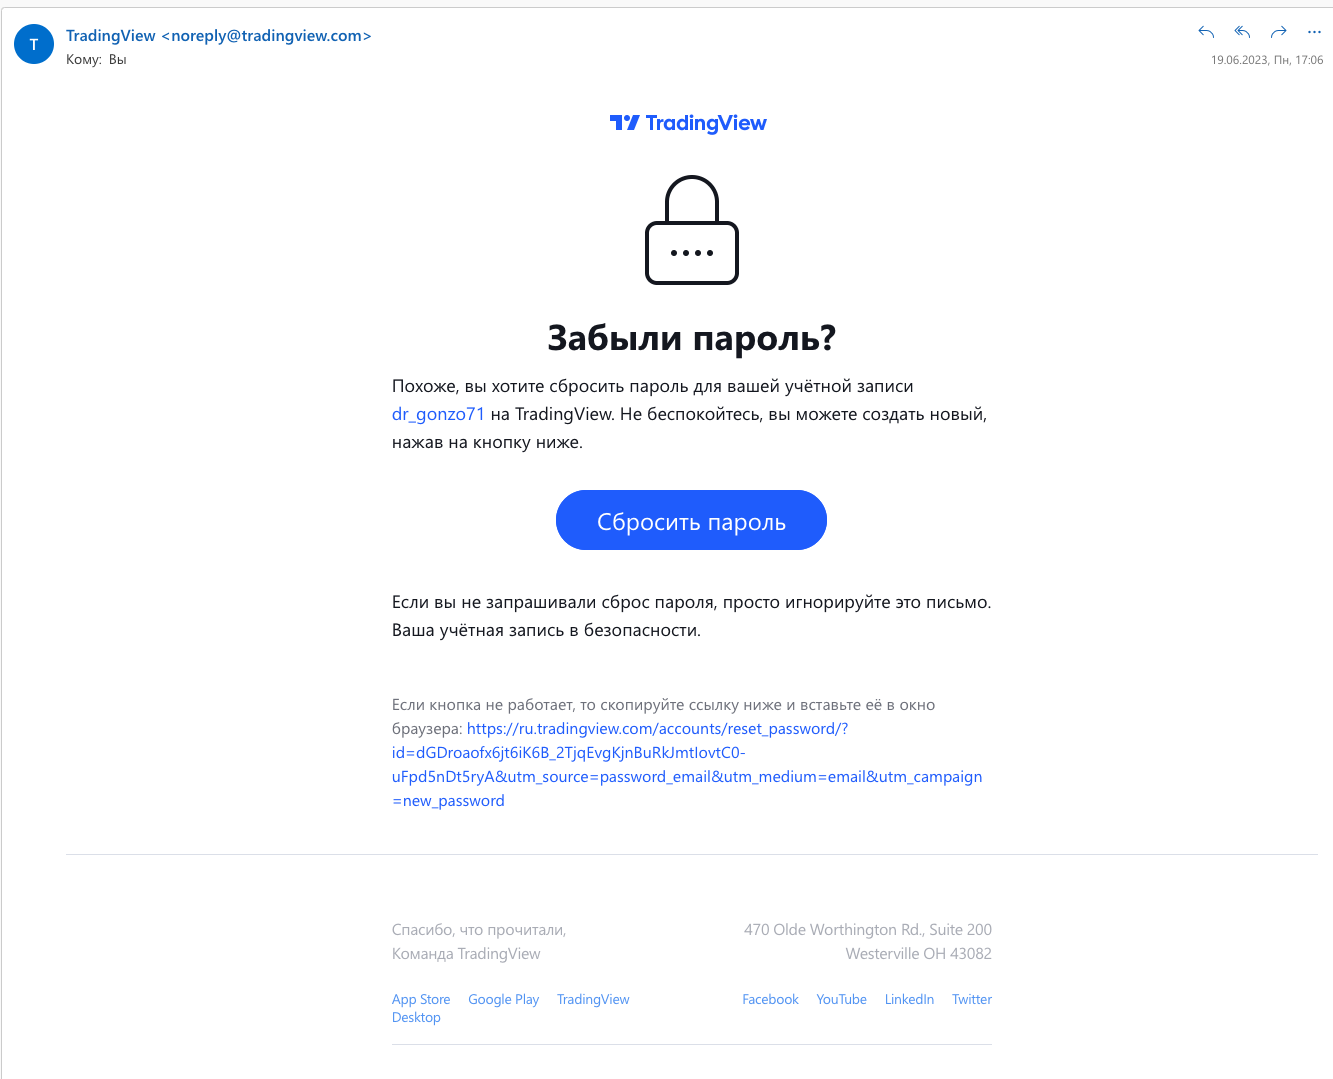 T
TradingView <noreply@tradingview.com>
Кому: Вы
19.06.2023, Пн, 17:06
TradingView
Забыли пароль?
Похоже, вы хотите сбросить пароль для вашей учётной записи
dr_gonzo71 на TradingView. Не беспокойтесь, вы можете создать новый,
нажав на кнопку ниже.
Сбросить пароль
Если вы не запрашивали сброс пароля, просто игнорируйте это письмо.
Ваша учётная запись в безопасности.
Если кнопка не работает, то скопируйте ссылку ниже и вставьте её в окно
браузера: https://ru.tradingview.com/accounts/reset_password/?
id=dGDroaofx6jt6iK6B_2TjqEvgKjnBuRkJmtIovtC0-
uFpd5nDt5ryA&utm_source=password_email&utm_medium=email&utm_campaign
=new_password
Спасибо, что прочитали,
Команда TradingView
470 Olde Worthington Rd., Suite 200
Westerville OH 43082
App Store Google Play TradingView
Desktop
Facebook YouTube LinkedIn Twitter